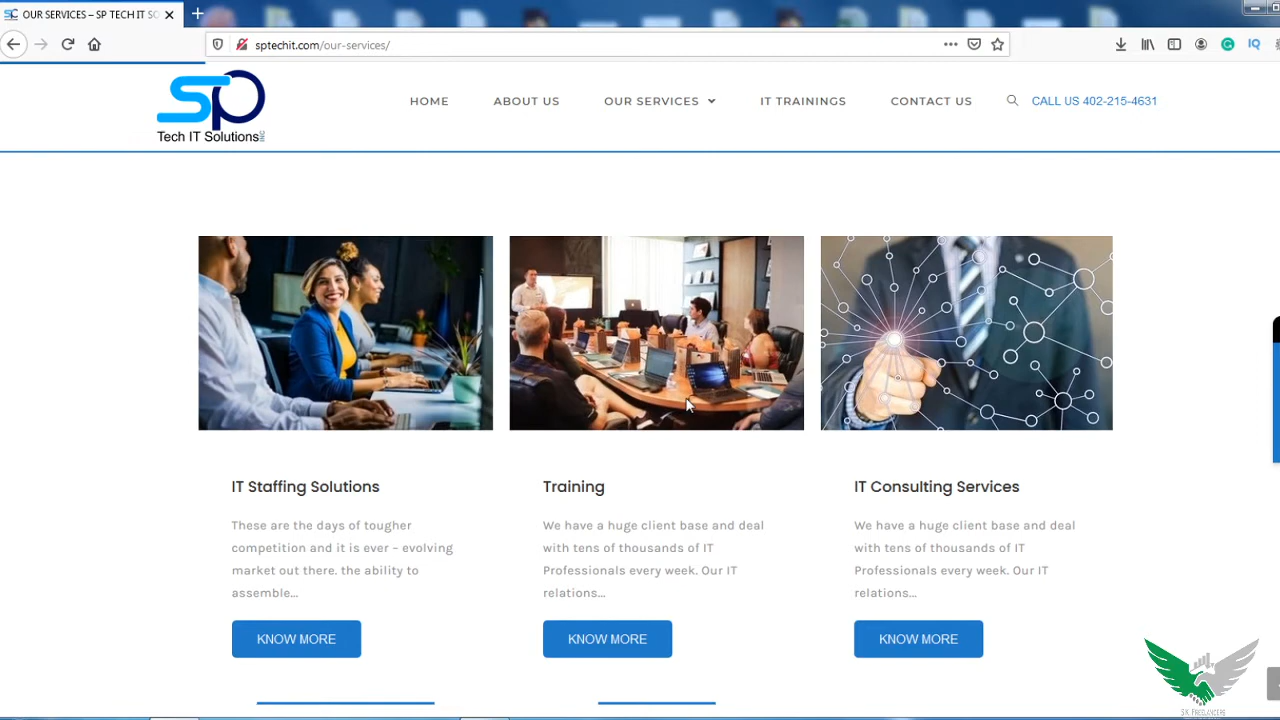 OUR SERVICES – SP TECH IT SO
sptechit.com/our-services/
sp
Tech IT Solutions
HOME
ABOUT US
OUR SERVICES
IT TRAININGS
CONTACT US
CALL US 402-215-4631
IT Staffing Solutions
These are the days of tougher
competition and it is ever – evolving
market out there. the ability to
assemble...
KNOW MORE
Training
We have a huge client base and deal
with tens of thousands of IT
Professionals every week. Our IT
relations...
KNOW MORE
IT Consulting Services
We have a huge client base and deal
with tens of thousands of IT
Professionals every week. Our IT
relations...
KNOW MORE
SK FREELANCERS